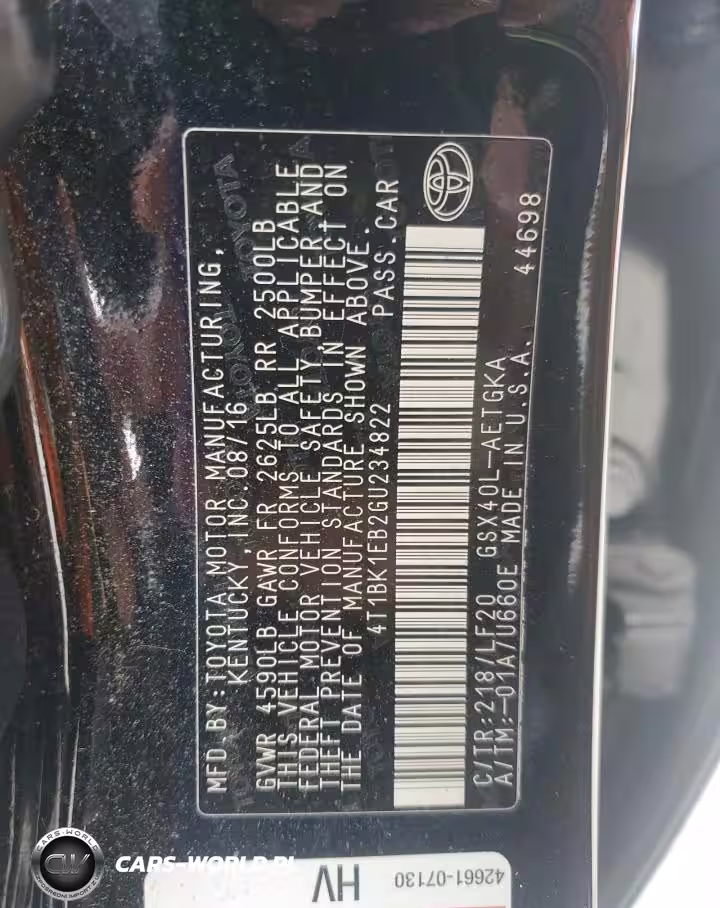 MFD.BY:TOYOTA MOTOR MANUFACTURING,
KENTUCKY,INC.08/16
GVWR 4590LB GAWR FR 2625LB RR 2500LB
THIS VEHICLE CONFORMS TO ALL APPLICABLE
FEDERAL MOTOR VEHICLE SAFETY,BUMPER,AND
THEFT PREVENTION STANDARDS IN EFFECT ON
THE DATE OF MANUFACTURE SHOWN ABOVE.
4T1BK1EB2GU234822 PASS.CAR
C/TR:218/LF20 GSX40L-AETGKA
A/TM:-01A/U660E MADE IN U.S.A. 44698
42661-07130 HV
CARS-WORLD.PL
CARS-WORLD
CW